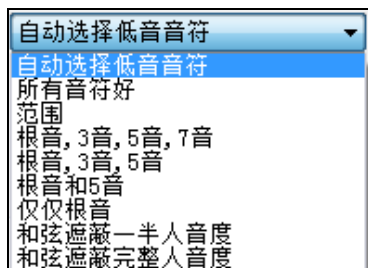 自动选择低音音符
自动选择低音音符
所有音符好
范围
根音,3音,5音,7音
根音,3音,5音
根音和5音
仅仅根音
和弦遮蔽一半人音度
和弦遮蔽完整人音度